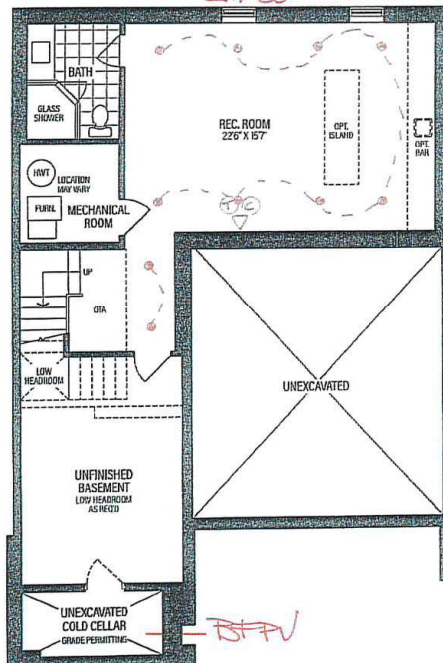 BATH
GLASS
SHOWER
REC. ROOM
22'6" X 15'7"
OPT.
ISLAND
OPT.
BAR
HWT
LOCATION
MAY VARY
FURN.
MECHANICAL
ROOM
UP
OTA
LOW
HEADROOM
UNEXCAVATED
UNFINISHED
BASEMENT
LOW HEADROOM
AS REQ'D
UNEXCAVATED
COLD CELLAR
GRADE PERMITTING